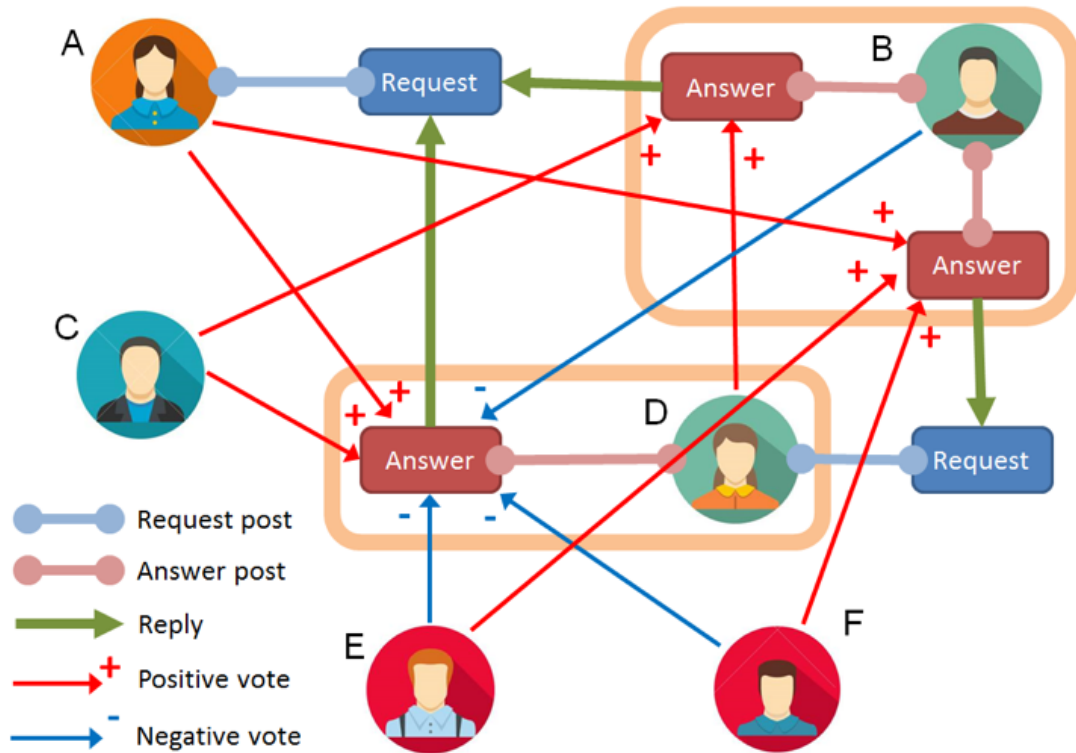 A
Request
Answer
B
+
+
+
Answer
+
+
C
+
+
-
D
Answer
Request
-
-
Request post
Answer post
Reply
E
F
+
Positive vote
-
Negative vote